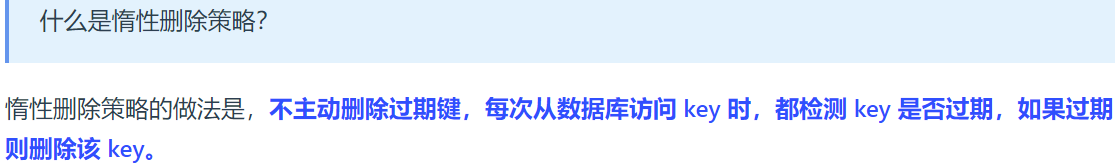 什么是惰性删除策略？
惰性删除策略的做法是，不主动删除过期键，每次从数据库访问 key 时，都检测 key 是否过期，如果过期
则删除该 key。